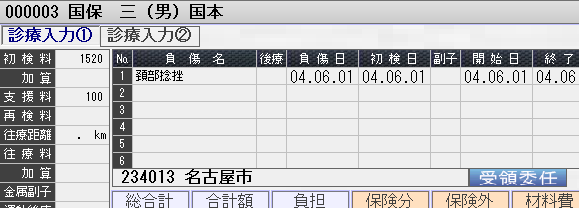 000003 国保　三（男）国本
診療入力① 診療入力②
初検料 1520 No. 負傷名 後療 負傷日 初検日 副子 開始日 終了
加算 1 頚部捻挫 04.06.01 04.06.01 04.06.01 04.06
支援料 100 2
再検料 3
往療距離 . km 4
往療料 5
加算 6
234013 名古屋市 受領委任
金属副子 総合計 合計額 負担 保険分 保険外 材料費